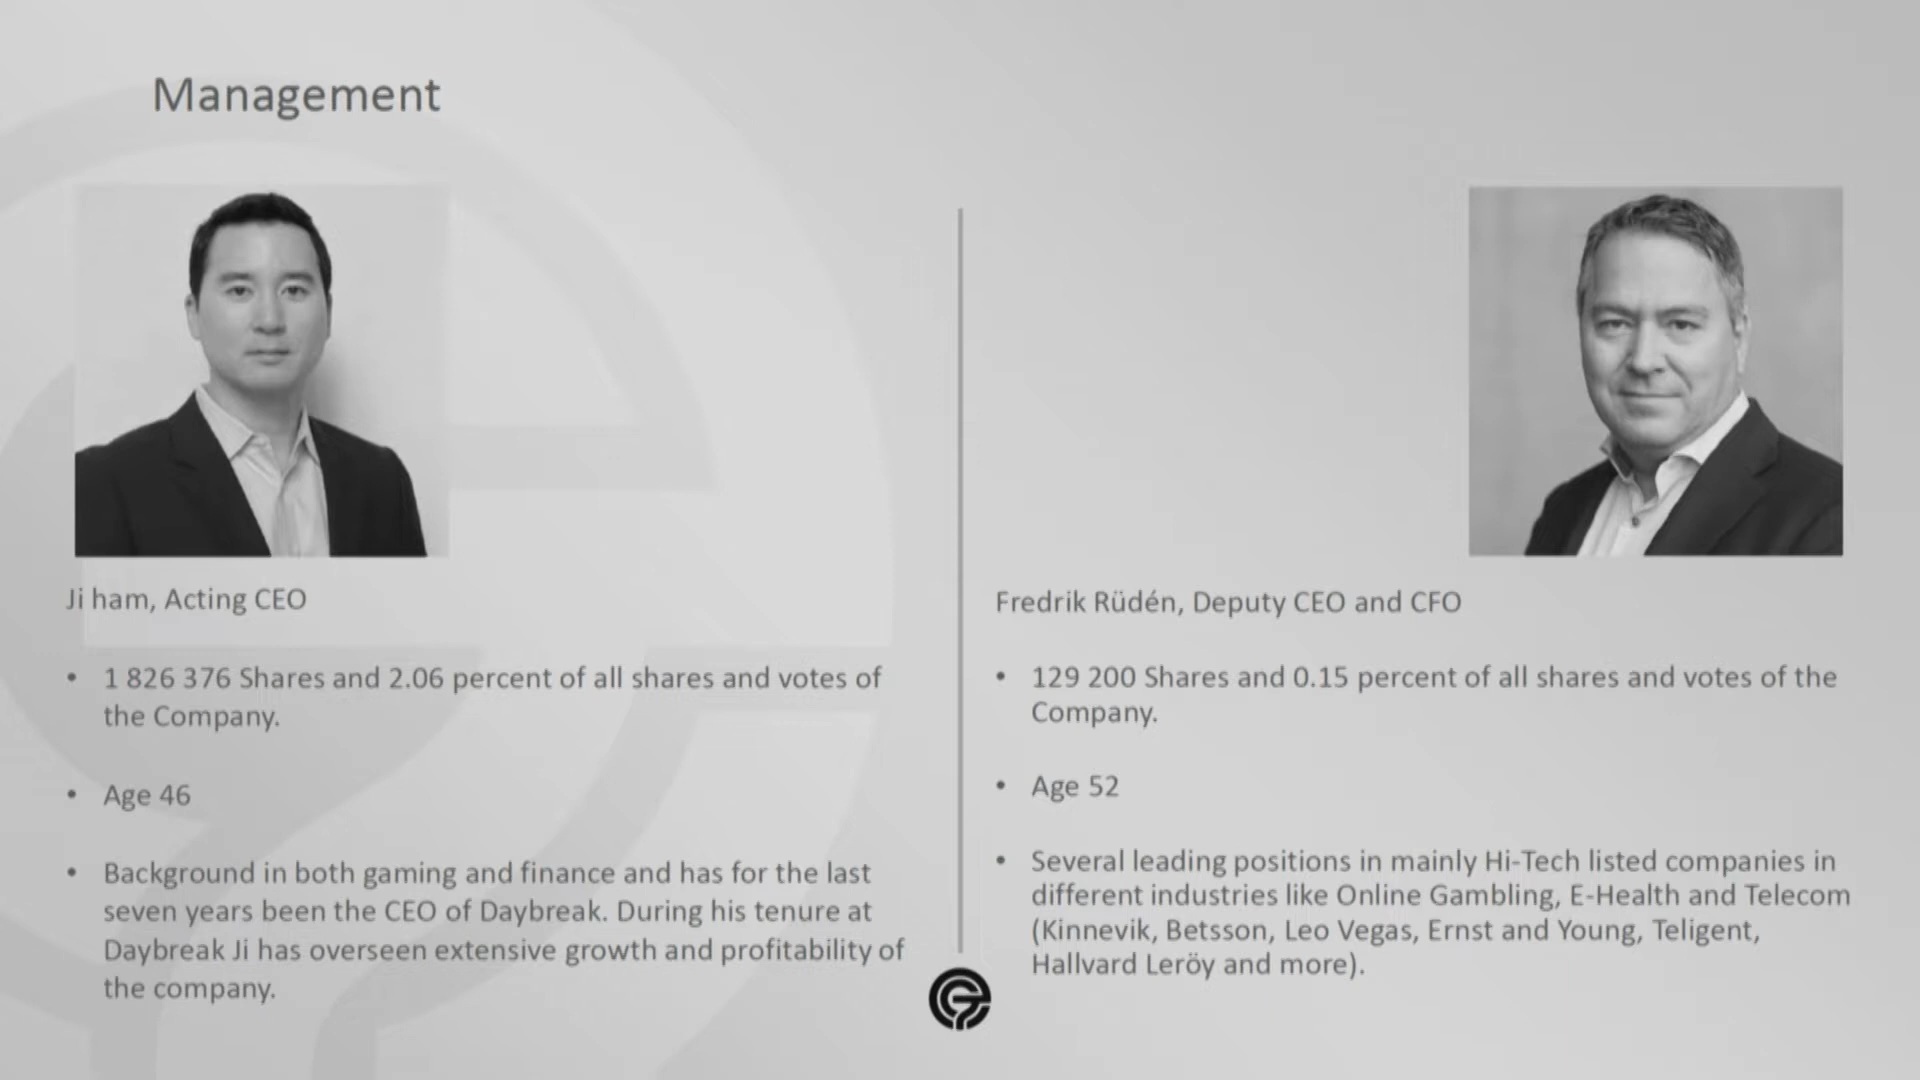 Management
Ji ham, Acting CEO
• 1 826 376 Shares and 2.06 percent of all shares and votes of
the Company.
• Age 46
• Background in both gaming and finance and has for the last
seven years been the CEO of Daybreak. During his tenure at
Daybreak Ji has overseen extensive growth and profitability of
the company.
Fredrik Rüdén, Deputy CEO and CFO
• 129 200 Shares and 0.15 percent of all shares and votes of the
Company.
• Age 52
• Several leading positions in mainly Hi-Tech listed companies in
different industries like Online Gambling, E-Health and Telecom
(Kinnevik, Betsson, Leo Vegas, Ernst and Young, Teligent,
Hallvard Leröy and more).